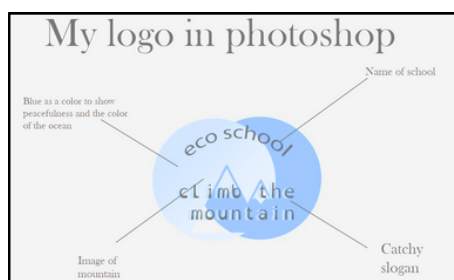 My logo in photoshop
Name of school
Blue as a color to show
peacefulness and the color
of the ocean
eco school
climb the
mountain
Image of
mountain
Catchy
slogan